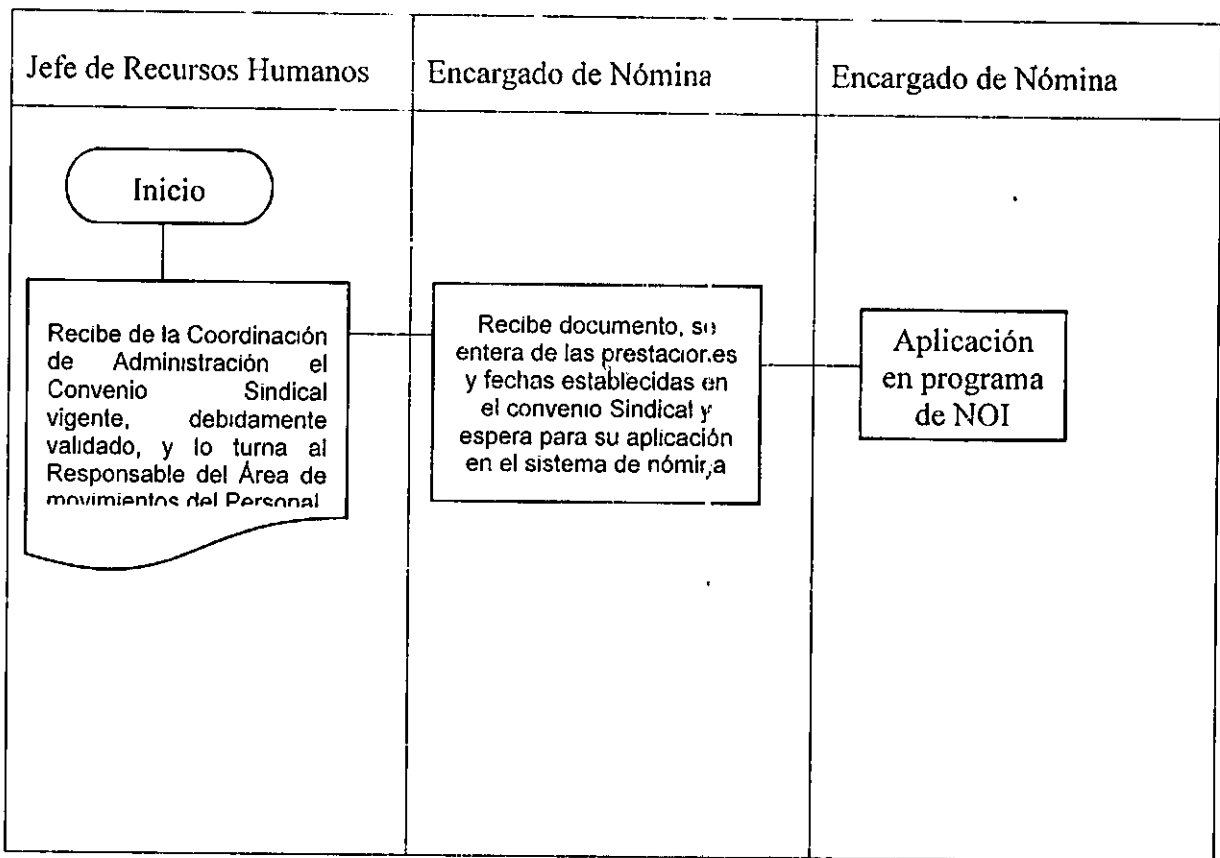 Jefe de Recursos Humanos
Encargado de Nómina
Encargado de Nómina
Inicio
Recibe de la Coordinación
de Administración el
Convenio Sindical
vigente, debidamente
validado, y lo turna al
Responsable del Área de
movimientos del Personal
Recibe documento, se
entera de las prestaciones
y fechas establecidas en
el convenio Sindical y
espera para su aplicación
en el sistema de nómina
Aplicación
en programa
de NOI